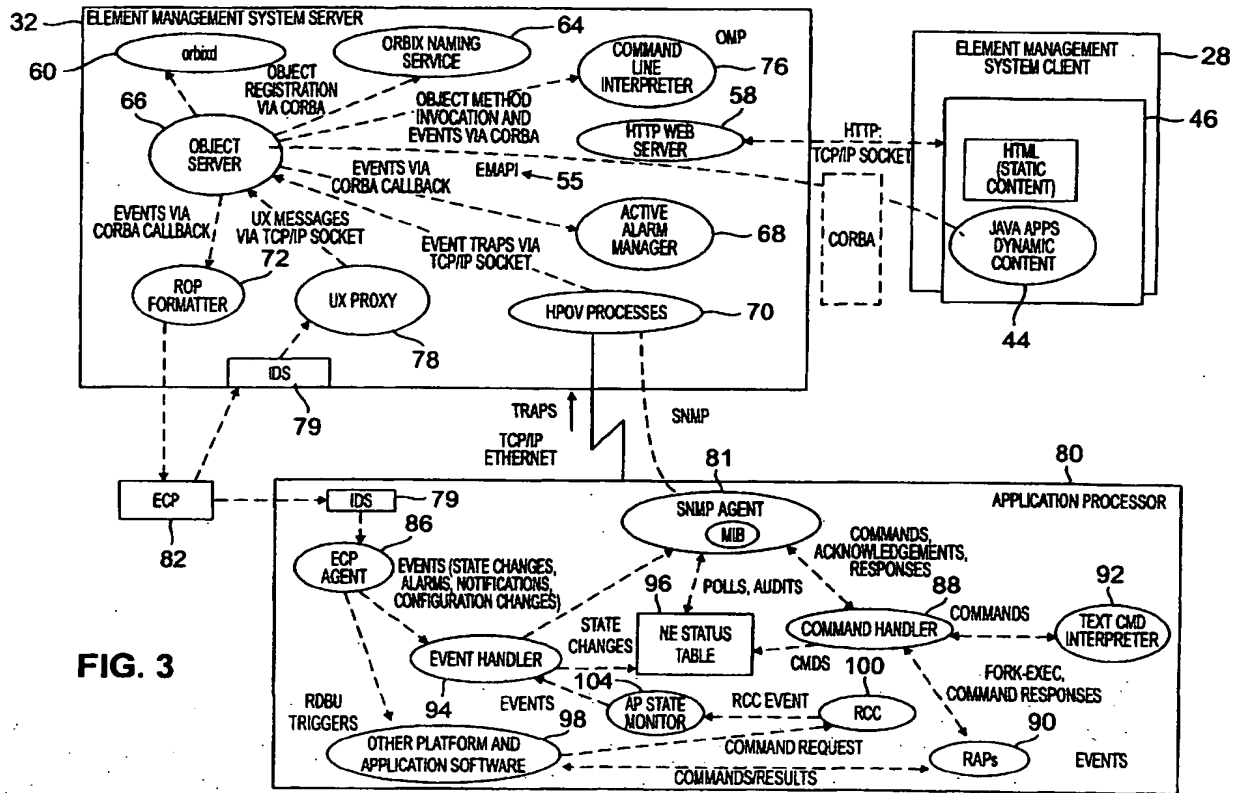 32
ELEMENT MANAGEMENT SYSTEM SERVER
orbixd
60
ORBIX NAMING
SERVICE
64
COMMAND
LINE
INTERPRETER
OMP
76
OBJECT
REGISTRATION
VIA CORBA
OBJECT METHOD
INVOCATION AND
EVENTS VIA CORBA
66
OBJECT
SERVER
58
HTTP WEB
SERVER
HTTP:
TCP/IP SOCKET
ELEMENT MANAGEMENT
SYSTEM CLIENT
28
46
HTML
(STATIC
CONTENT)
JAVA APPS
DYNAMIC
CONTENT
44
CORBA
EVENTS VIA
CORBA CALLBACK
EMAPI
55
EVENTS VIA
CORBA CALLBACK
UX MESSAGES
VIA TCP/IP SOCKET
EVENT TRAPS VIA
TCP/IP SOCKET
ACTIVE
ALARM
MANAGER
68
72
ROP
FORMATTER
UX PROXY
78
HPOV PROCESSES
70
IDS
79
TRAPS
TCP/IP
ETHERNET
SNMP
ECP
82
80
APPLICATION PROCESSOR
IDS
79
81
SNMP AGENT
MIB
86
ECP
AGENT
EVENTS (STATE CHANGES,
ALARMS, NOTIFICATIONS,
CONFIGURATION CHANGES)
COMMANDS,
ACKNOWLEDGEMENTS,
RESPONSES
POLLS, AUDITS
96
NE STATUS
TABLE
88
COMMAND HANDLER
COMMANDS
92
TEXT CMD
INTERPRETER
STATE
CHANGES
EVENT HANDLER
94
CMDS
FORK-EXEC,
COMMAND RESPONSES
FIG. 3
RDBU
TRIGGERS
EVENTS
104
AP STATE
MONITOR
RCC EVENT
100
RCC
98
OTHER PLATFORM AND
APPLICATION SOFTWARE
COMMAND REQUEST
COMMANDS/RESULTS
90
RAPs
EVENTS